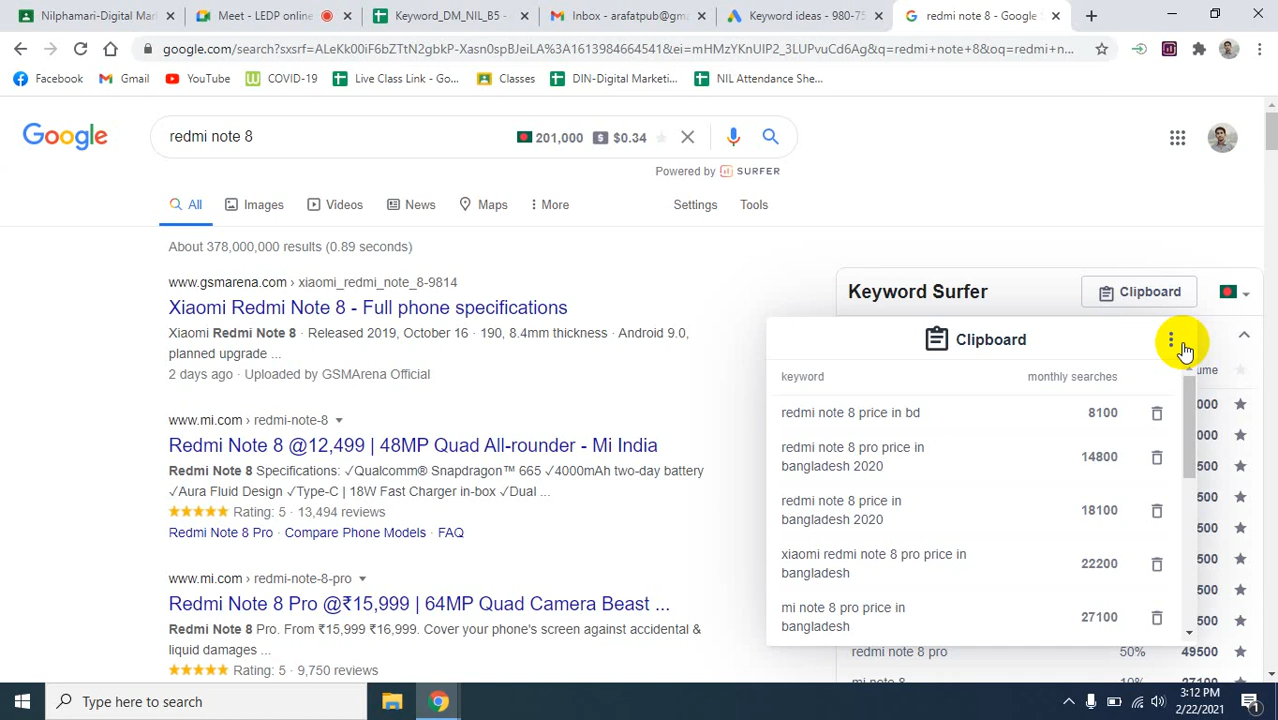 Nilphamari-Digital Mar
Meet - LEDP online
Keyword_DM_NIL_B5 -
Inbox - arafatpub@gma
Keyword ideas - 980-75
redmi note 8 - Google S
google.com/search?sxsrf=ALeKk00iF6bZTtN2gbkP-Xasn0spBJeiLA%3A1613984664541&ei=mHMzYKnUIP2_3LUPvuCd6Ag&q=redmi+note+8&oq=redmi+n...
Facebook
Gmail
YouTube
COVID-19
Live Class Link - Go...
Classes
DIN-Digital Marketi...
NIL Attendance She...
Google
redmi note 8
201,000
$0.34
Powered by SURFER
All
Images
Videos
News
Maps
More
Settings
Tools
About 378,000,000 results (0.89 seconds)
www.gsmarena.com › xiaomi_redmi_note_8-9814
Xiaomi Redmi Note 8 - Full phone specifications
Xiaomi Redmi Note 8 · Released 2019, October 16 · 190, 8.4mm thickness · Android 9.0,
planned upgrade ...
2 days ago · Uploaded by GSMArena Official
www.mi.com › redmi-note-8
Redmi Note 8 @12,499 | 48MP Quad All-rounder - Mi India
Redmi Note 8 Specifications: ✓Qualcomm® Snapdragon™ 665 ✓4000mAh two-day battery
✓Aura Fluid Design ✓Type-C | 18W Fast Charger in-box ✓Dual ...
Rating: 5 · 13,494 reviews
Redmi Note 8 Pro · Compare Phone Models · FAQ
www.mi.com › redmi-note-8-pro
Redmi Note 8 Pro @₹15,999 | 64MP Quad Camera Beast ...
Redmi Note 8 Pro. From ₹15,999 ₹16,999. Cover your phone's screen against accidental &
liquid damages ...
Rating: 5 · 9,750 reviews
Keyword Surfer
Clipboard
Clipboard
keyword
monthly searches
redmi note 8 price in bd
8100
redmi note 8 pro price in
bangladesh 2020
14800
redmi note 8 price in
bangladesh 2020
18100
xiaomi redmi note 8 pro price in
bangladesh
22200
mi note 8 pro price in
bangladesh
27100
redmi note 8 pro
50%
49500
mi note 8
Type here to search
3:12 PM
2/22/2021
1